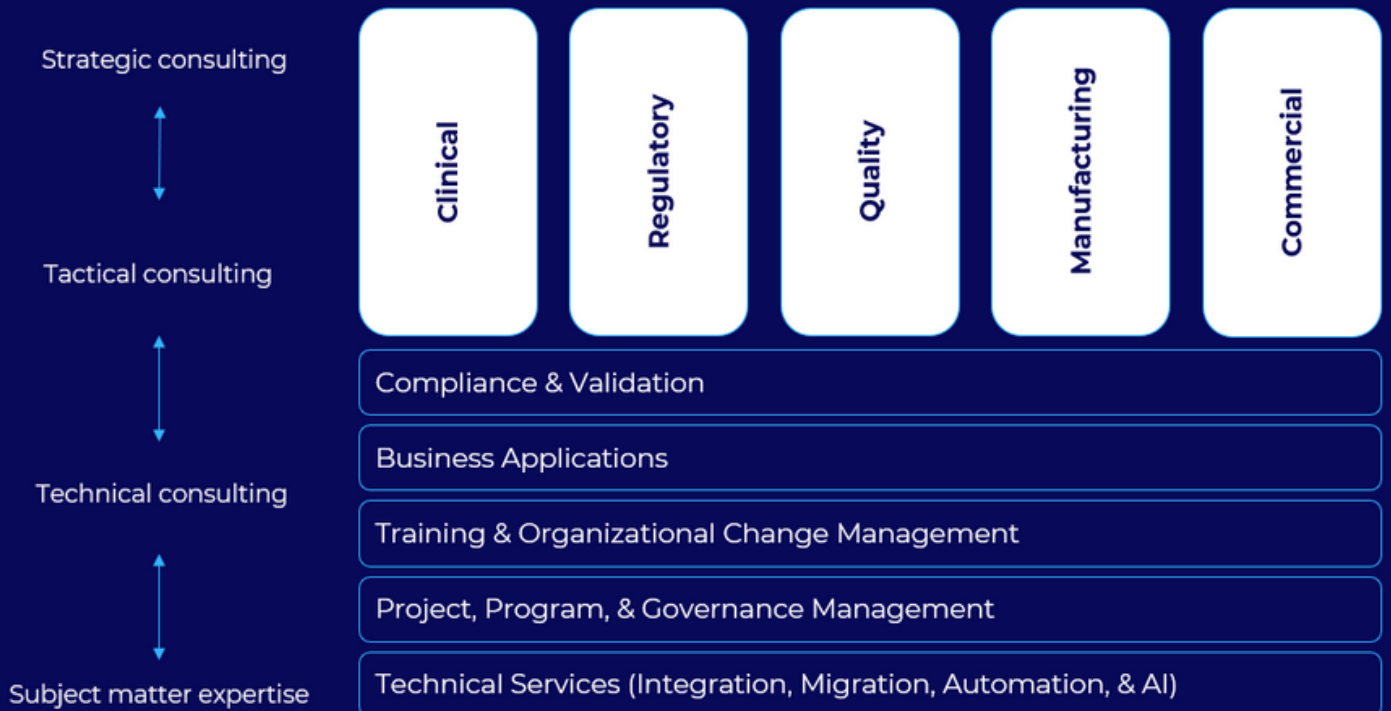 Strategic consulting
Tactical consulting
Technical consulting
Subject matter expertise
Clinical
Regulatory
Quality
Manufacturing
Commercial
Compliance & Validation
Business Applications
Training & Organizational Change Management
Project, Program, & Governance Management
Technical Services (Integration, Migration, Automation, & AI)